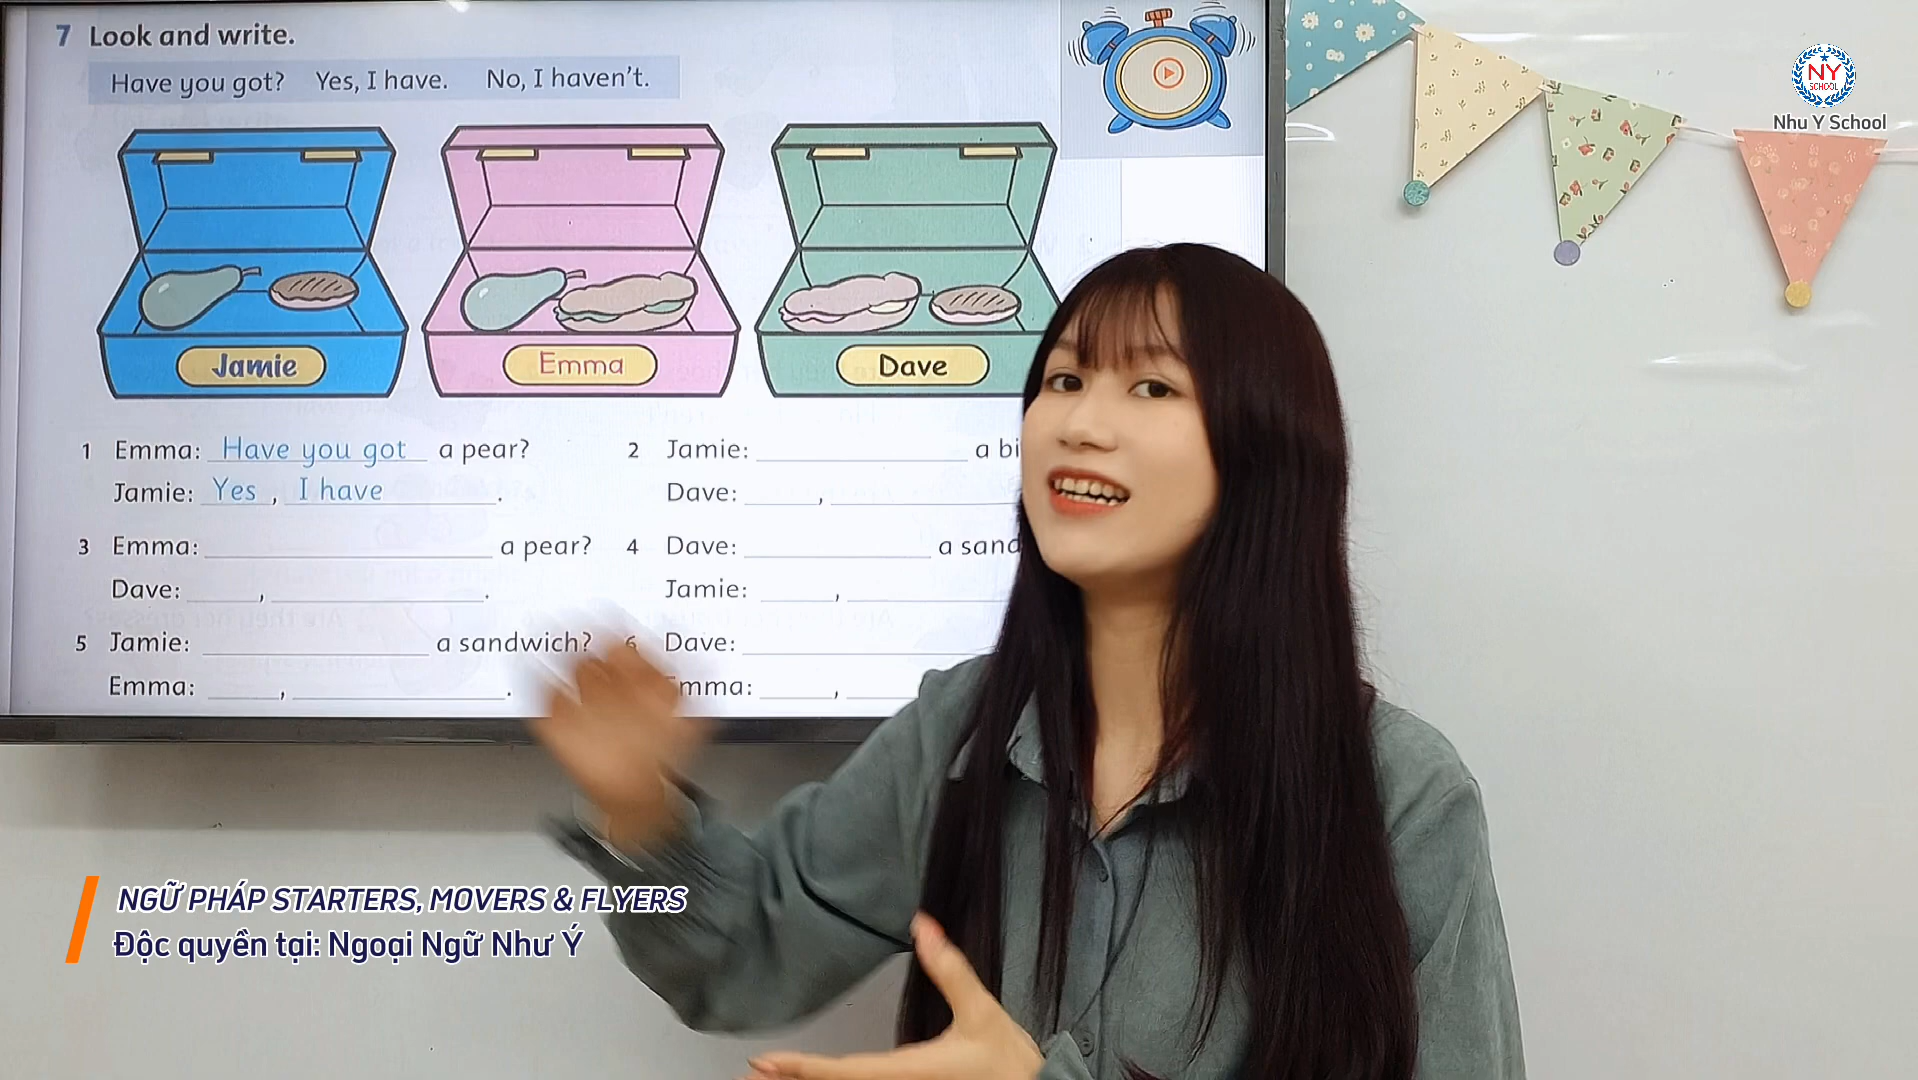 7 Look and write.
Have you got? Yes, I have. No, I haven't.
Jamie
Emma
Dave
1 Emma: Have you got a pear?
Jamie: Yes, I have.
2 Jamie: a
Dave: ,
3 Emma: a pear?
Dave: , .
4 Dave: a
Jamie: ,
5 Jamie: a sandwich?
Emma: , .
6 Dave:
Emma: ,
NY
SCHOOL
Nhu Y School
NGỮ PHÁP STARTERS, MOVERS & FLYERS
Độc quyền tại: Ngoại Ngữ Như Ý